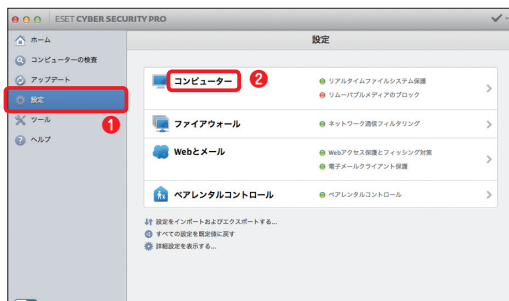 ESET CYBER SECURITY PRO
ホーム
コンピューターの検査
アップデート
設定
ツール
ヘルプ
❶
設定
コンピューター
❷
リアルタイムファイルシステム保護
リムーバブルメディアのブロック
ファイアウォール
ネットワーク通信フィルタリング
Webとメール
Webアクセス保護とフィッシング対策
電子メールクライアント保護
ペアレンタルコントロール
ペアレンタルコントロール
設定をインポートおよびエクスポートする...
すべての設定を既定値に戻す
詳細設定を表示する...